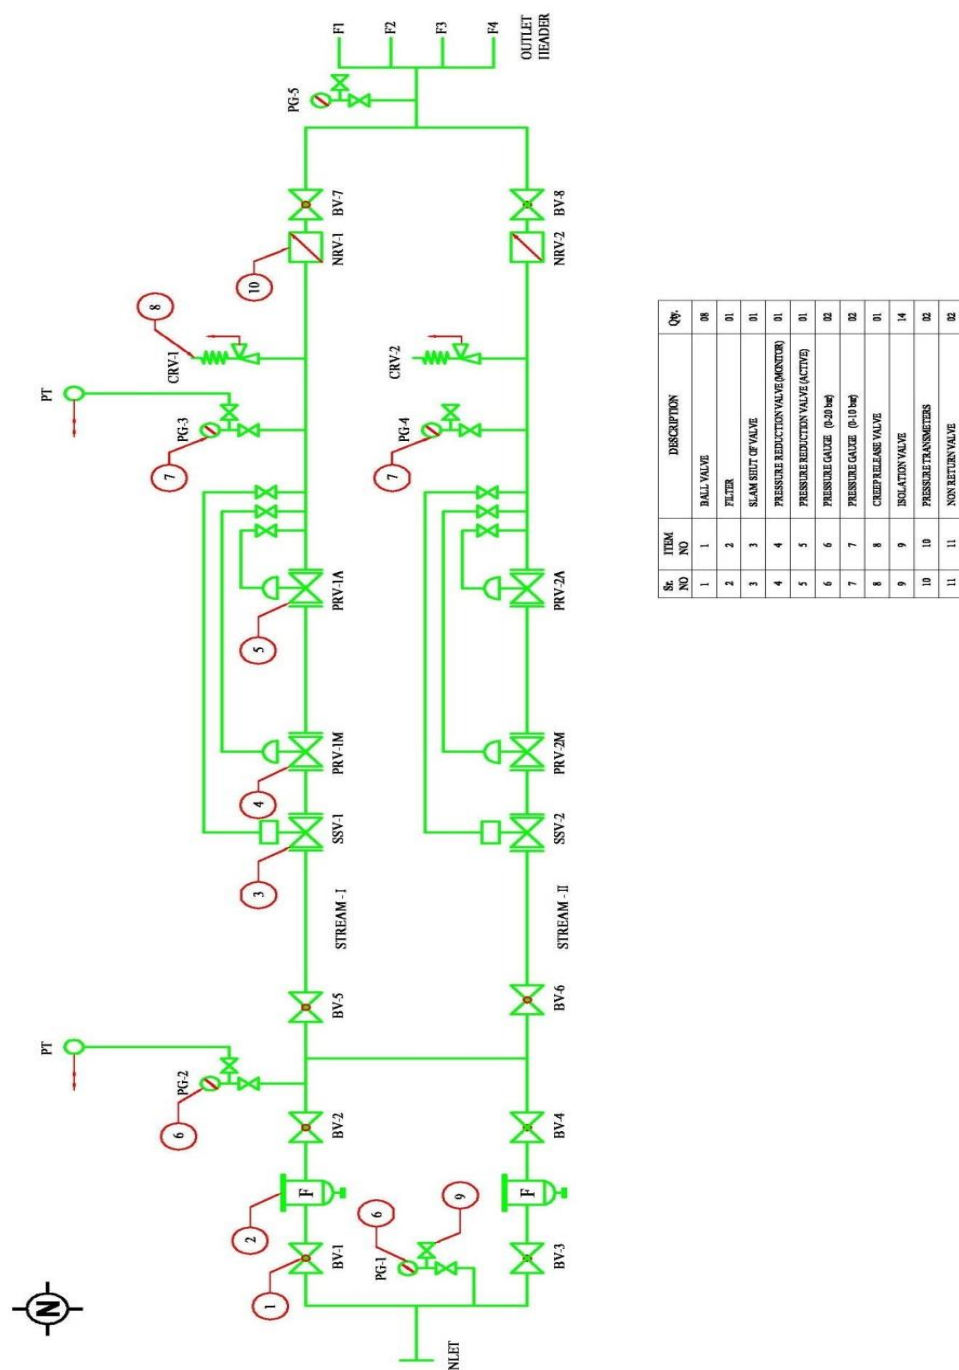 N
NLET
BV-1
BV-3
1
2
F
F
PG-1
6
9
BV-2
BV-4
PG-2
6
PT
BV-5
BV-6
STREAM - I
STREAM - II
3
SSV-1
SSV-2
4
PRV-1M
PRV-2M
5
PRV-1A
PRV-2A
7
PG-3
PT
7
PG-4
CRV-1
8
CRV-2
10
NRV-1
NRV-2
BV-7
BV-8
PG-5
F1
F2
F3
F4
OUTLET
HEADER
Sr. NO ITEM NO DESCRIPTION Qty.
1 1 BALL VALVE 08
2 2 FILTER 01
3 3 SLAM SHUT OF VALVE 01
4 4 PRESSURE REDUCTION VALVE(MONITOR) 01
5 5 PRESSURE REDUCTION VALVE (ACTIVE) 01
6 6 PRESSURE GAUGE (0-20 bar) 02
7 7 PRESSURE GAUGE (0-10 bar) 02
8 8 CREEP RELEASE VALVE 01
9 9 ISOLATION VALVE 14
10 10 PRESSURE TRANSMETERS 02
11 11 NON RETURN VALVE 02